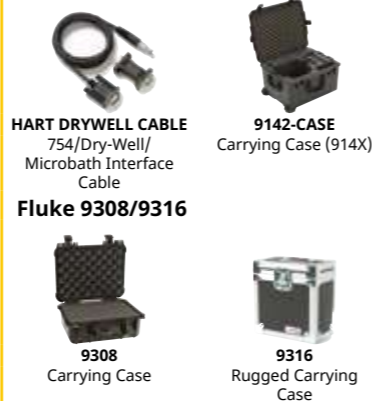 HART DRYWELL CABLE
754/Dry-Well/
Microbath Interface
Cable
9142-CASE
Carrying Case (914X)
Fluke 9308/9316
9308
Carrying Case
9316
Rugged Carrying
Case